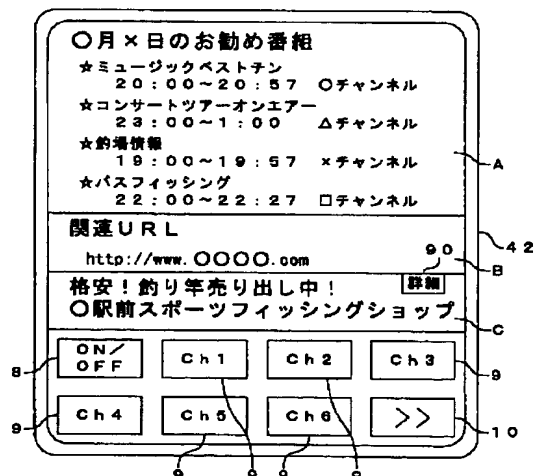 〇月×日のお勧め番組
☆ミュージックベストテン
20:00~20:57 〇チャンネル
☆コンサートツアーオンエアー
23:00~1:00 △チャンネル
☆釣場情報
19:00~19:57 ×チャンネル
☆バスフィッシング
22:00~22:27 □チャンネル
A
関連URL
http://www.〇〇〇〇.com
90
42
B
格安!釣り竿売り出し中!
詳細
〇駅前スポーツフィッシングショップ
C
ON/
OFF
Ch1
Ch2
Ch3
8
9
Ch4
Ch5
Ch6
>>
9
10
9
9
9
9